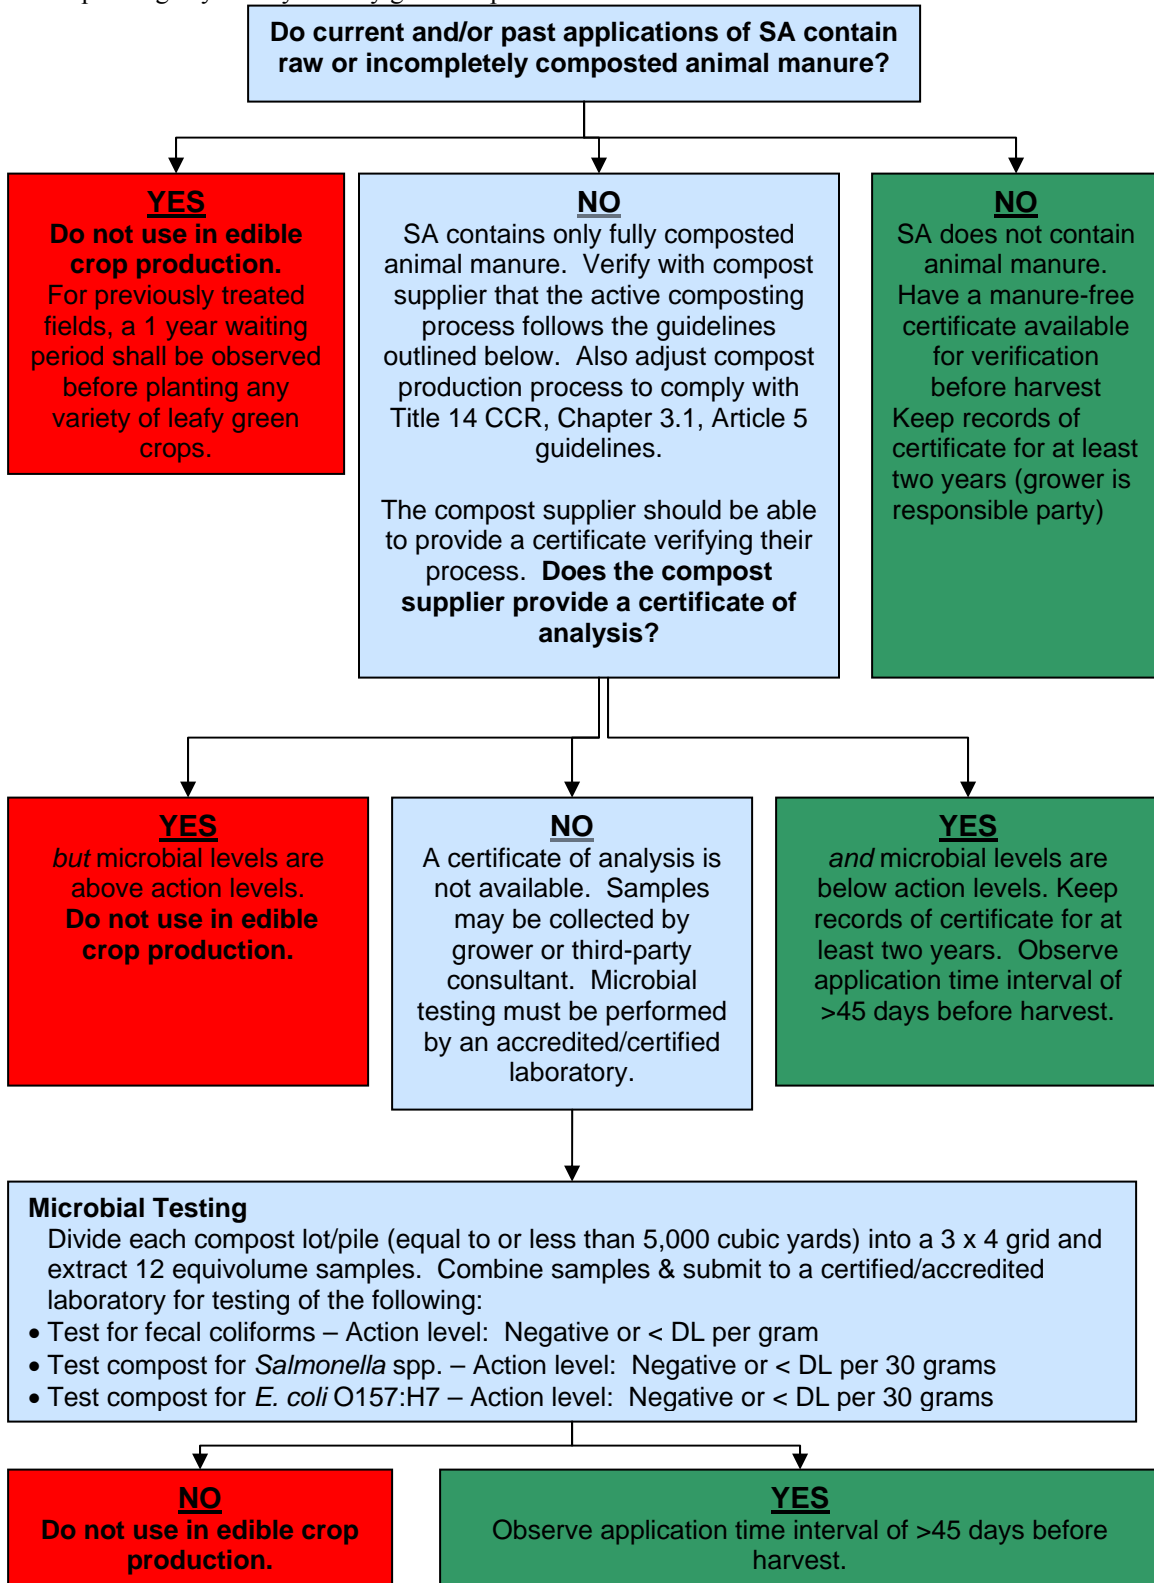 Do current and/or past applications of SA contain
raw or incompletely composted animal manure?
YES
Do not use in edible
crop production.
For previously treated
fields, a 1 year waiting
period shall be observed
before planting any
variety of leafy green
crops.
NO
SA contains only fully composted
animal manure.  Verify with compost
supplier that the active composting
process follows the guidelines
outlined below.  Also adjust compost
production process to comply with
Title 14 CCR, Chapter 3.1, Article 5
guidelines.
The compost supplier should be able
to provide a certificate verifying their
process.  Does the compost
supplier provide a certificate of
analysis?
NO
SA does not contain
animal manure.
Have a manure-free
certificate available
for verification
before harvest
Keep records of
certificate for at least
two years (grower is
responsible party)
YES
but microbial levels are
above action levels.
Do not use in edible
crop production.
NO
A certificate of analysis is
not available.  Samples
may be collected by
grower or third-party
consultant.  Microbial
testing must be performed
by an accredited/certified
laboratory.
YES
and microbial levels are
below action levels. Keep
records of certificate for at
least two years.  Observe
application time interval of
>45 days before harvest.
Microbial Testing
Divide each compost lot/pile (equal to or less than 5,000 cubic yards) into a 3 x 4 grid and
extract 12 equivolume samples.  Combine samples & submit to a certified/accredited
laboratory for testing of the following:
• Test for fecal coliforms – Action level:  Negative or < DL per gram
• Test compost for Salmonella spp. – Action level:  Negative or < DL per 30 grams
• Test compost for E. coli O157:H7 – Action level:  Negative or < DL per 30 grams
NO
Do not use in edible crop
production.
YES
Observe application time interval of >45 days before
harvest.